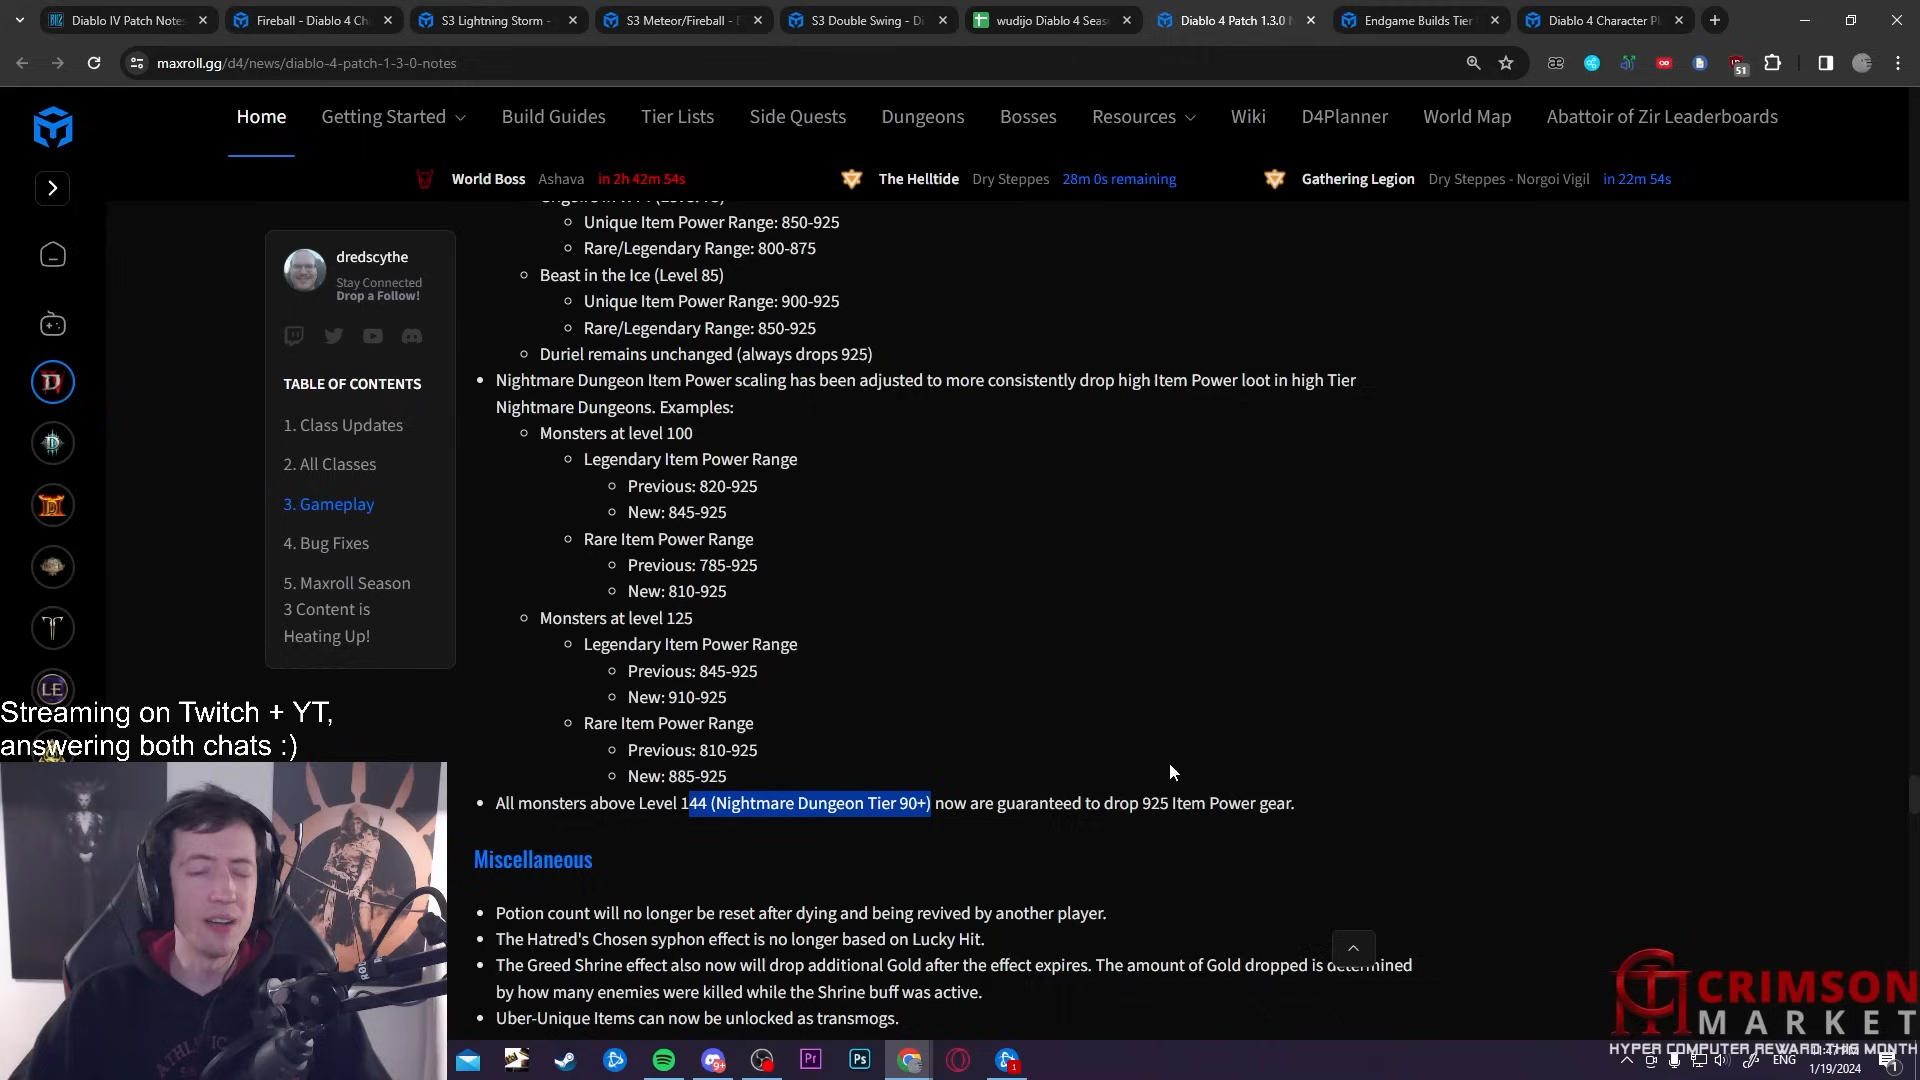 Diablo IV Patch Notes
Fireball - Diablo 4 Ch
S3 Lightning Storm -
S3 Meteor/Fireball - D
S3 Double Swing - Di
wudijo Diablo 4 Seas
Diablo 4 Patch 1.3.0 N
Endgame Builds Tier
Diablo 4 Character Pl
maxroll.gg/d4/news/diablo-4-patch-1-3-0-notes
51
Home
Getting Started
Build Guides
Tier Lists
Side Quests
Dungeons
Bosses
Resources
Wiki
D4Planner
World Map
Abattoir of Zir Leaderboards
World Boss Ashava in 2h 42m 54s
The Helltide Dry Steppes 28m 0s remaining
Gathering Legion Dry Steppes - Norgoi Vigil in 22m 54s
dredscythe
Stay Connected
Drop a Follow!
TABLE OF CONTENTS
1. Class Updates
2. All Classes
3. Gameplay
4. Bug Fixes
5. Maxroll Season
3 Content is
Heating Up!
LE
Unique Item Power Range: 850-925
Rare/Legendary Range: 800-875
Beast in the Ice (Level 85)
Unique Item Power Range: 900-925
Rare/Legendary Range: 850-925
Duriel remains unchanged (always drops 925)
Nightmare Dungeon Item Power scaling has been adjusted to more consistently drop high Item Power loot in high Tier
Nightmare Dungeons. Examples:
Monsters at level 100
Legendary Item Power Range
Previous: 820-925
New: 845-925
Rare Item Power Range
Previous: 785-925
New: 810-925
Monsters at level 125
Legendary Item Power Range
Previous: 845-925
New: 910-925
Rare Item Power Range
Previous: 810-925
New: 885-925
All monsters above Level 144 (Nightmare Dungeon Tier 90+) now are guaranteed to drop 925 Item Power gear.
Miscellaneous
Potion count will no longer be reset after dying and being revived by another player.
The Hatred's Chosen syphon effect is no longer based on Lucky Hit.
The Greed Shrine effect also now will drop additional Gold after the effect expires. The amount of Gold dropped is determined
by how many enemies were killed while the Shrine buff was active.
Uber-Unique Items can now be unlocked as transmogs.
Streaming on Twitch + YT,
answering both chats :)
CRIMSON
MARKET
HYPER COMPUTER REWARD THIS MONTH
9+
Pr
Ps
1
ENG
1/19/2024
1